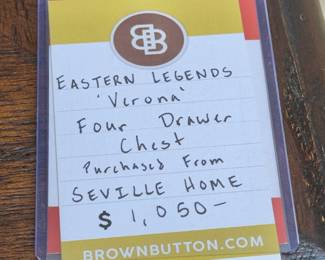 BB
EASTERN LEGENDS
'Verona'
Four Drawer
Chest
Purchased From
SEVILLE HOME
$ 1,050-
BROWNBUTTON.COM